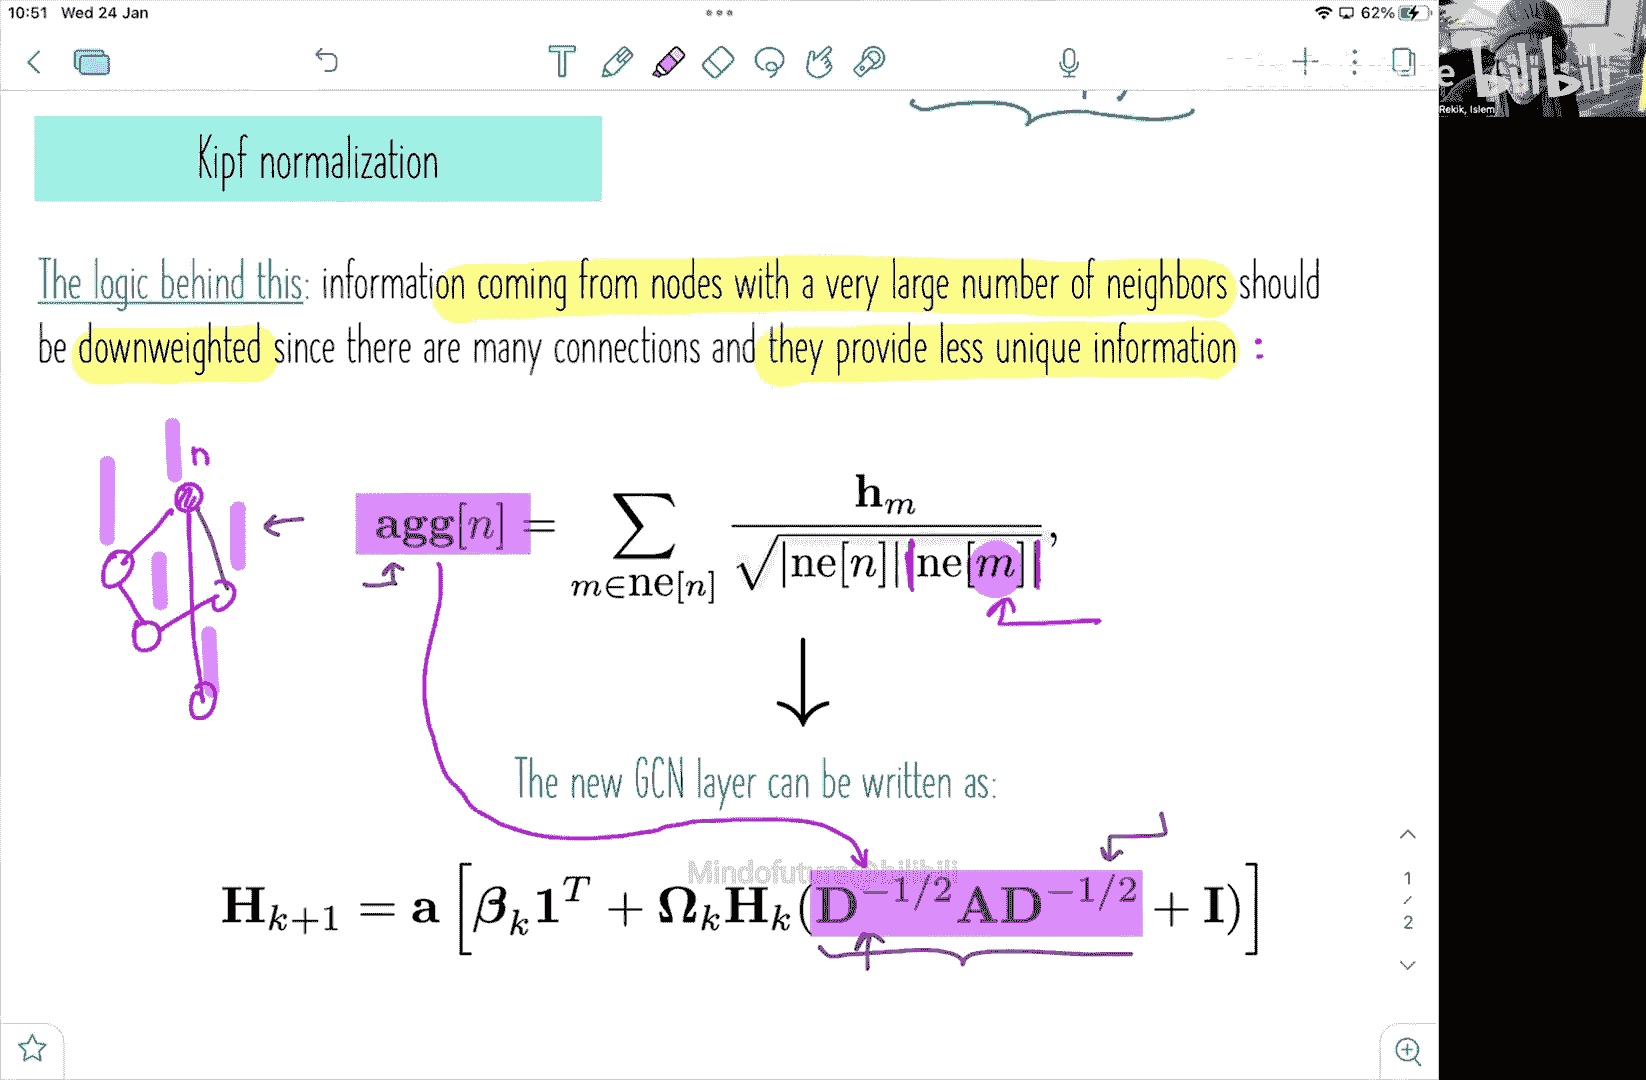 10:51 Wed 24 Jan
62%
bilibili
Rekik, Islem
Kipf normalization
The logic behind this: information coming from nodes with a very large number of neighbors should
be downweighted since there are many connections and they provide less unique information :
n
agg[n] = ∑_{m∈ne[n]} h_m / √|ne[n]||ne[m]| ,
The new GCN layer can be written as:
Mindofuture@bilibili
H_{k+1} = a [β_k 1^T + Ω_k H_k (D^{-1/2} A D^{-1/2} + I)]
1
/
2